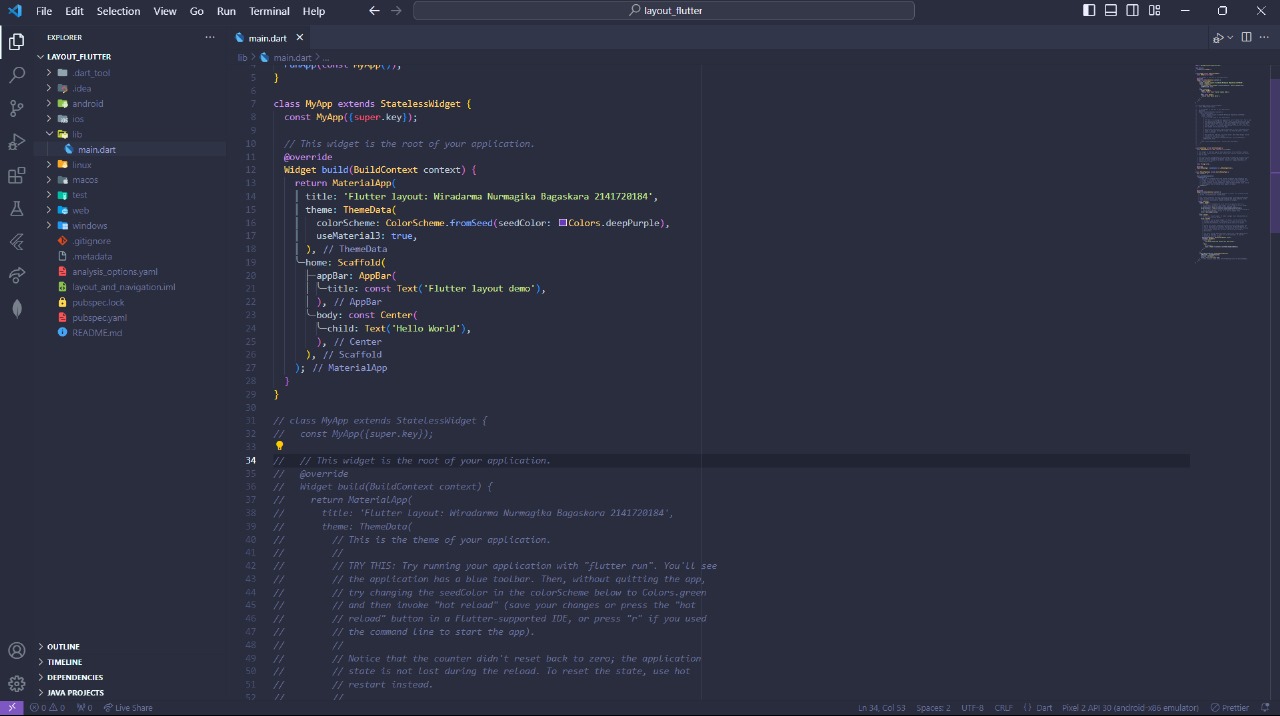 File Edit Selection View Go Run Terminal Help
layout_flutter
EXPLORER
LAYOUT_FLUTTER
.dart_tool
.idea
android
ios
lib
main.dart
linux
macos
test
web
windows
.gitignore
.metadata
analysis_options.yaml
layout_and_navigation.iml
pubspec.lock
pubspec.yaml
README.md
OUTLINE
TIMELINE
DEPENDENCIES
JAVA PROJECTS
main.dart
lib > main.dart > ...
4 runApp(const MyApp());
5 }
6
7 class MyApp extends StatelessWidget {
8 const MyApp({super.key});
9
10 // This widget is the root of your application.
11 @override
12 Widget build(BuildContext context) {
13 return MaterialApp(
14 title: 'Flutter layout: Wiradarma Nurmagika Bagaskara 2141720184',
15 theme: ThemeData(
16 colorScheme: ColorScheme.fromSeed(seedColor: Colors.deepPurple),
17 useMaterial3: true,
18 ), // ThemeData
19 home: Scaffold(
20 appBar: AppBar(
21 title: const Text('Flutter layout demo'),
22 ), // AppBar
23 body: const Center(
24 child: Text('Hello World'),
25 ), // Center
26 ), // Scaffold
27 ); // MaterialApp
28 }
29 }
30
31 // class MyApp extends StatelessWidget {
32 // const MyApp({super.key});
33
34 // // This widget is the root of your application.
35 // @override
36 // Widget build(BuildContext context) {
37 // return MaterialApp(
38 // title: 'Flutter layout: Wiradarma Nurmagika Bagaskara 2141720184',
39 // theme: ThemeData(
40 // // This is the theme of your application.
41 // //
42 // // TRY THIS: Try running your application with "flutter run". You'll see
43 // // the application has a blue toolbar. Then, without quitting the app,
44 // // try changing the seedColor in the colorScheme below to Colors.green
45 // // and then invoke "hot reload" (save your changes or press the "hot
46 // // reload" button in a Flutter-supported IDE, or press "r" if you used
47 // // the command line to start the app).
48 // //
49 // // Notice that the counter didn't reset back to zero; the application
50 // // state is not lost during the reload. To reset the state, use hot
51 // // restart instead.
52 // //
0 0 0 Live Share
Ln 34, Col 53 Spaces: 2 UTF-8 CRLF {} Dart Pixel 2 API 30 (android-x86 emulator) Prettier